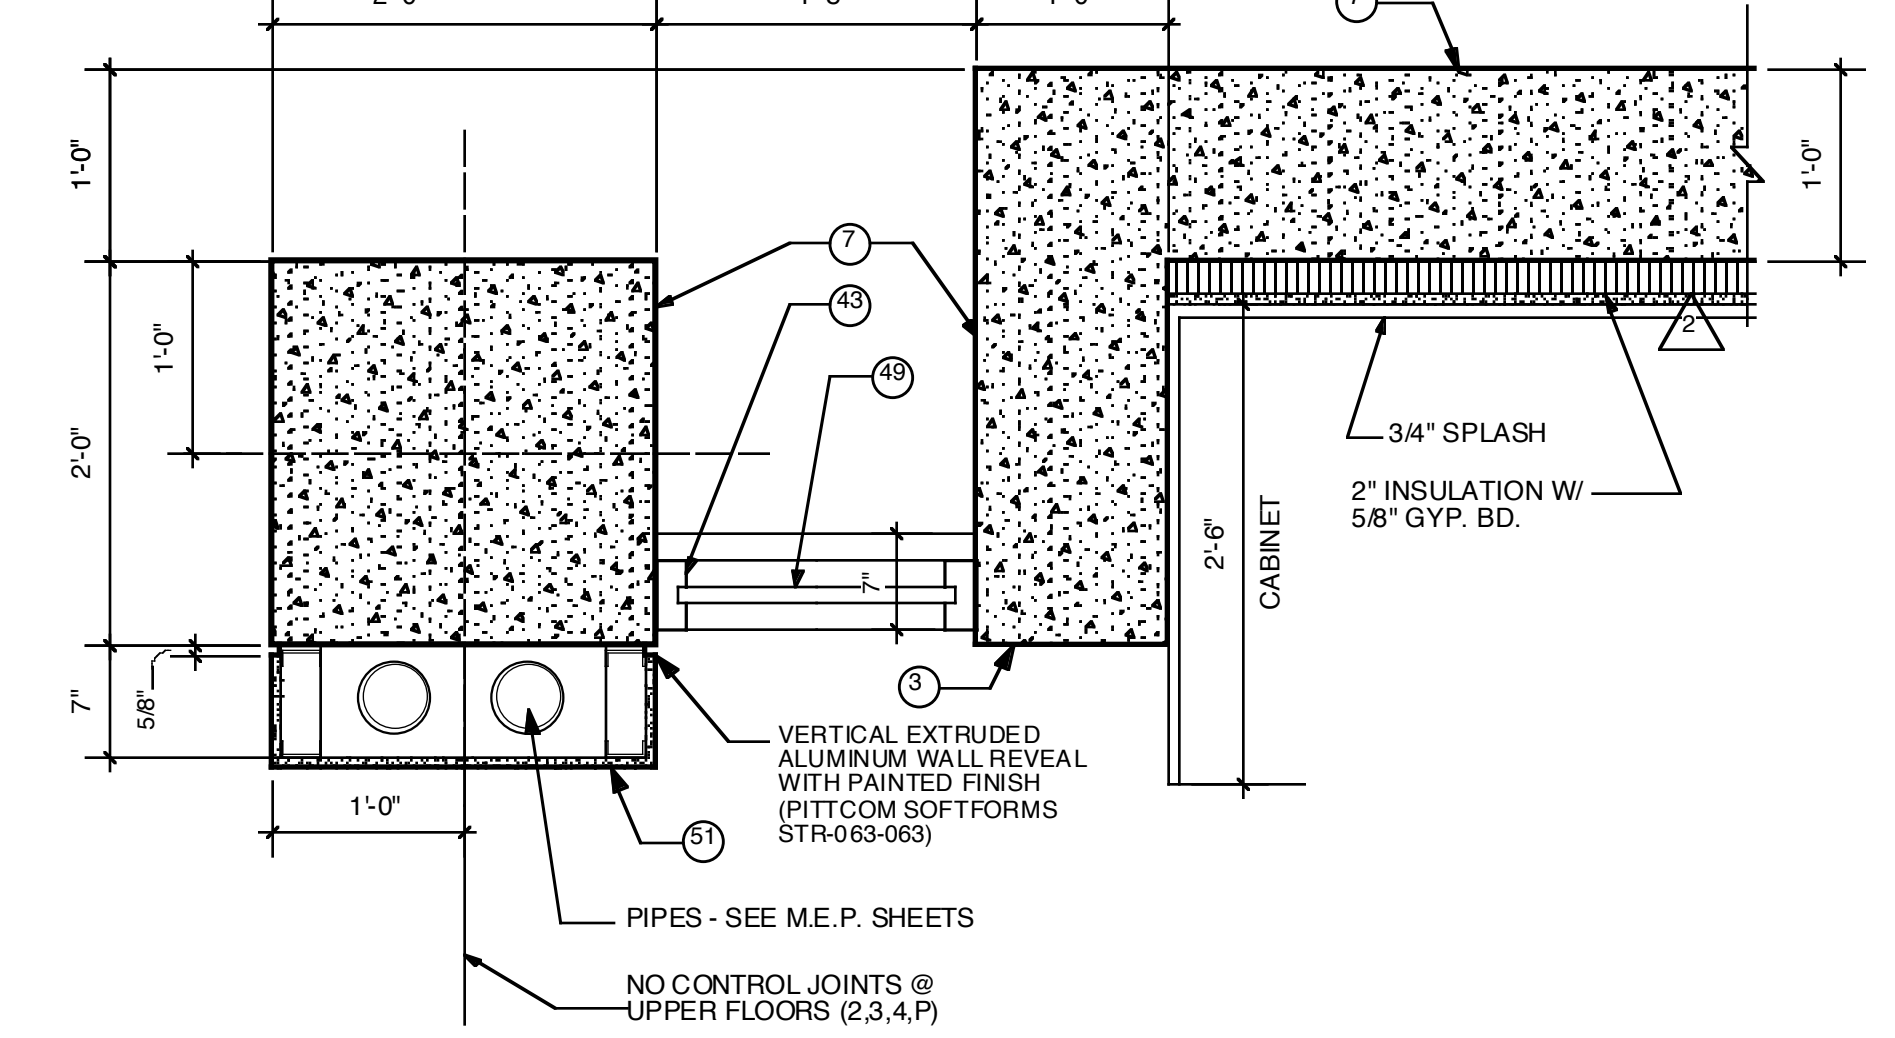 1'-0"
1'-0"
7
1'-0"
43
2
1'-0"
49
2'-0"
3/4" SPLASH
2" INSULATION W/
5/8" GYP. BD.
2'-6"
CABINET
7"
3
7"
5/8"
VERTICAL EXTRUDED
ALUMINUM WALL REVEAL
WITH PAINTED FINISH
(PITTCOM SOFTFORMS
STR-063-063)
1'-0"
51
PIPES - SEE M.E.P. SHEETS
NO CONTROL JOINTS @
UPPER FLOORS (2,3,4,P)